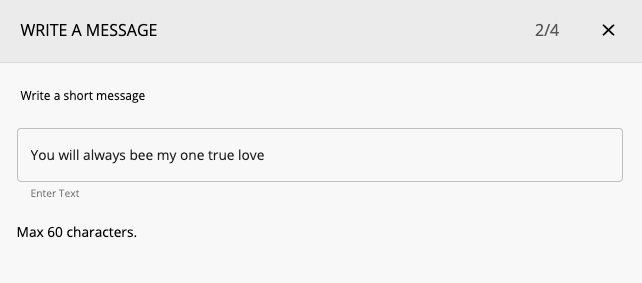 WRITE A MESSAGE 2/4 ×
Write a short message
You will always bee my one true love
Enter Text
Max 60 characters.